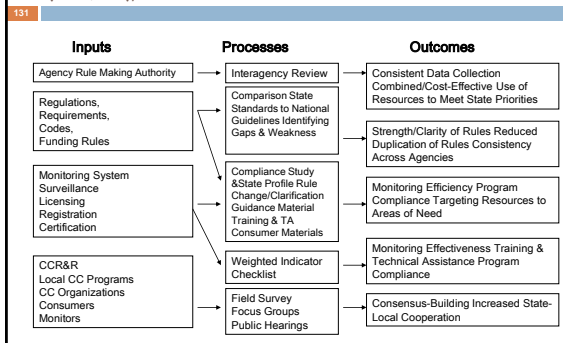 131
Inputs
Processes
Outcomes
Agency Rule Making Authority
Interagency Review
Consistent Data Collection
Combined/Cost-Effective Use of
Resources to Meet State Priorities
Regulations,
Requirements,
Codes,
Funding Rules
Comparison State
Standards to National
Guidelines Identifying
Gaps & Weakness
Strength/Clarity of Rules Reduced
Duplication of Rules Consistency
Across Agencies
Monitoring System
Surveillance
Licensing
Registration
Certification
Compliance Study
&State Profile Rule
Change/Clarification
Guidance Material
Training & TA
Consumer Materials
Monitoring Efficiency Program
Compliance Targeting Resources to
Areas of Need
Weighted Indicator
Checklist
Monitoring Effectiveness Training &
Technical Assistance Program
Compliance
CCR&R
Local CC Programs
CC Organizations
Consumers
Monitors
Field Survey
Focus Groups
Public Hearings
Consensus-Building Increased State-
Local Cooperation